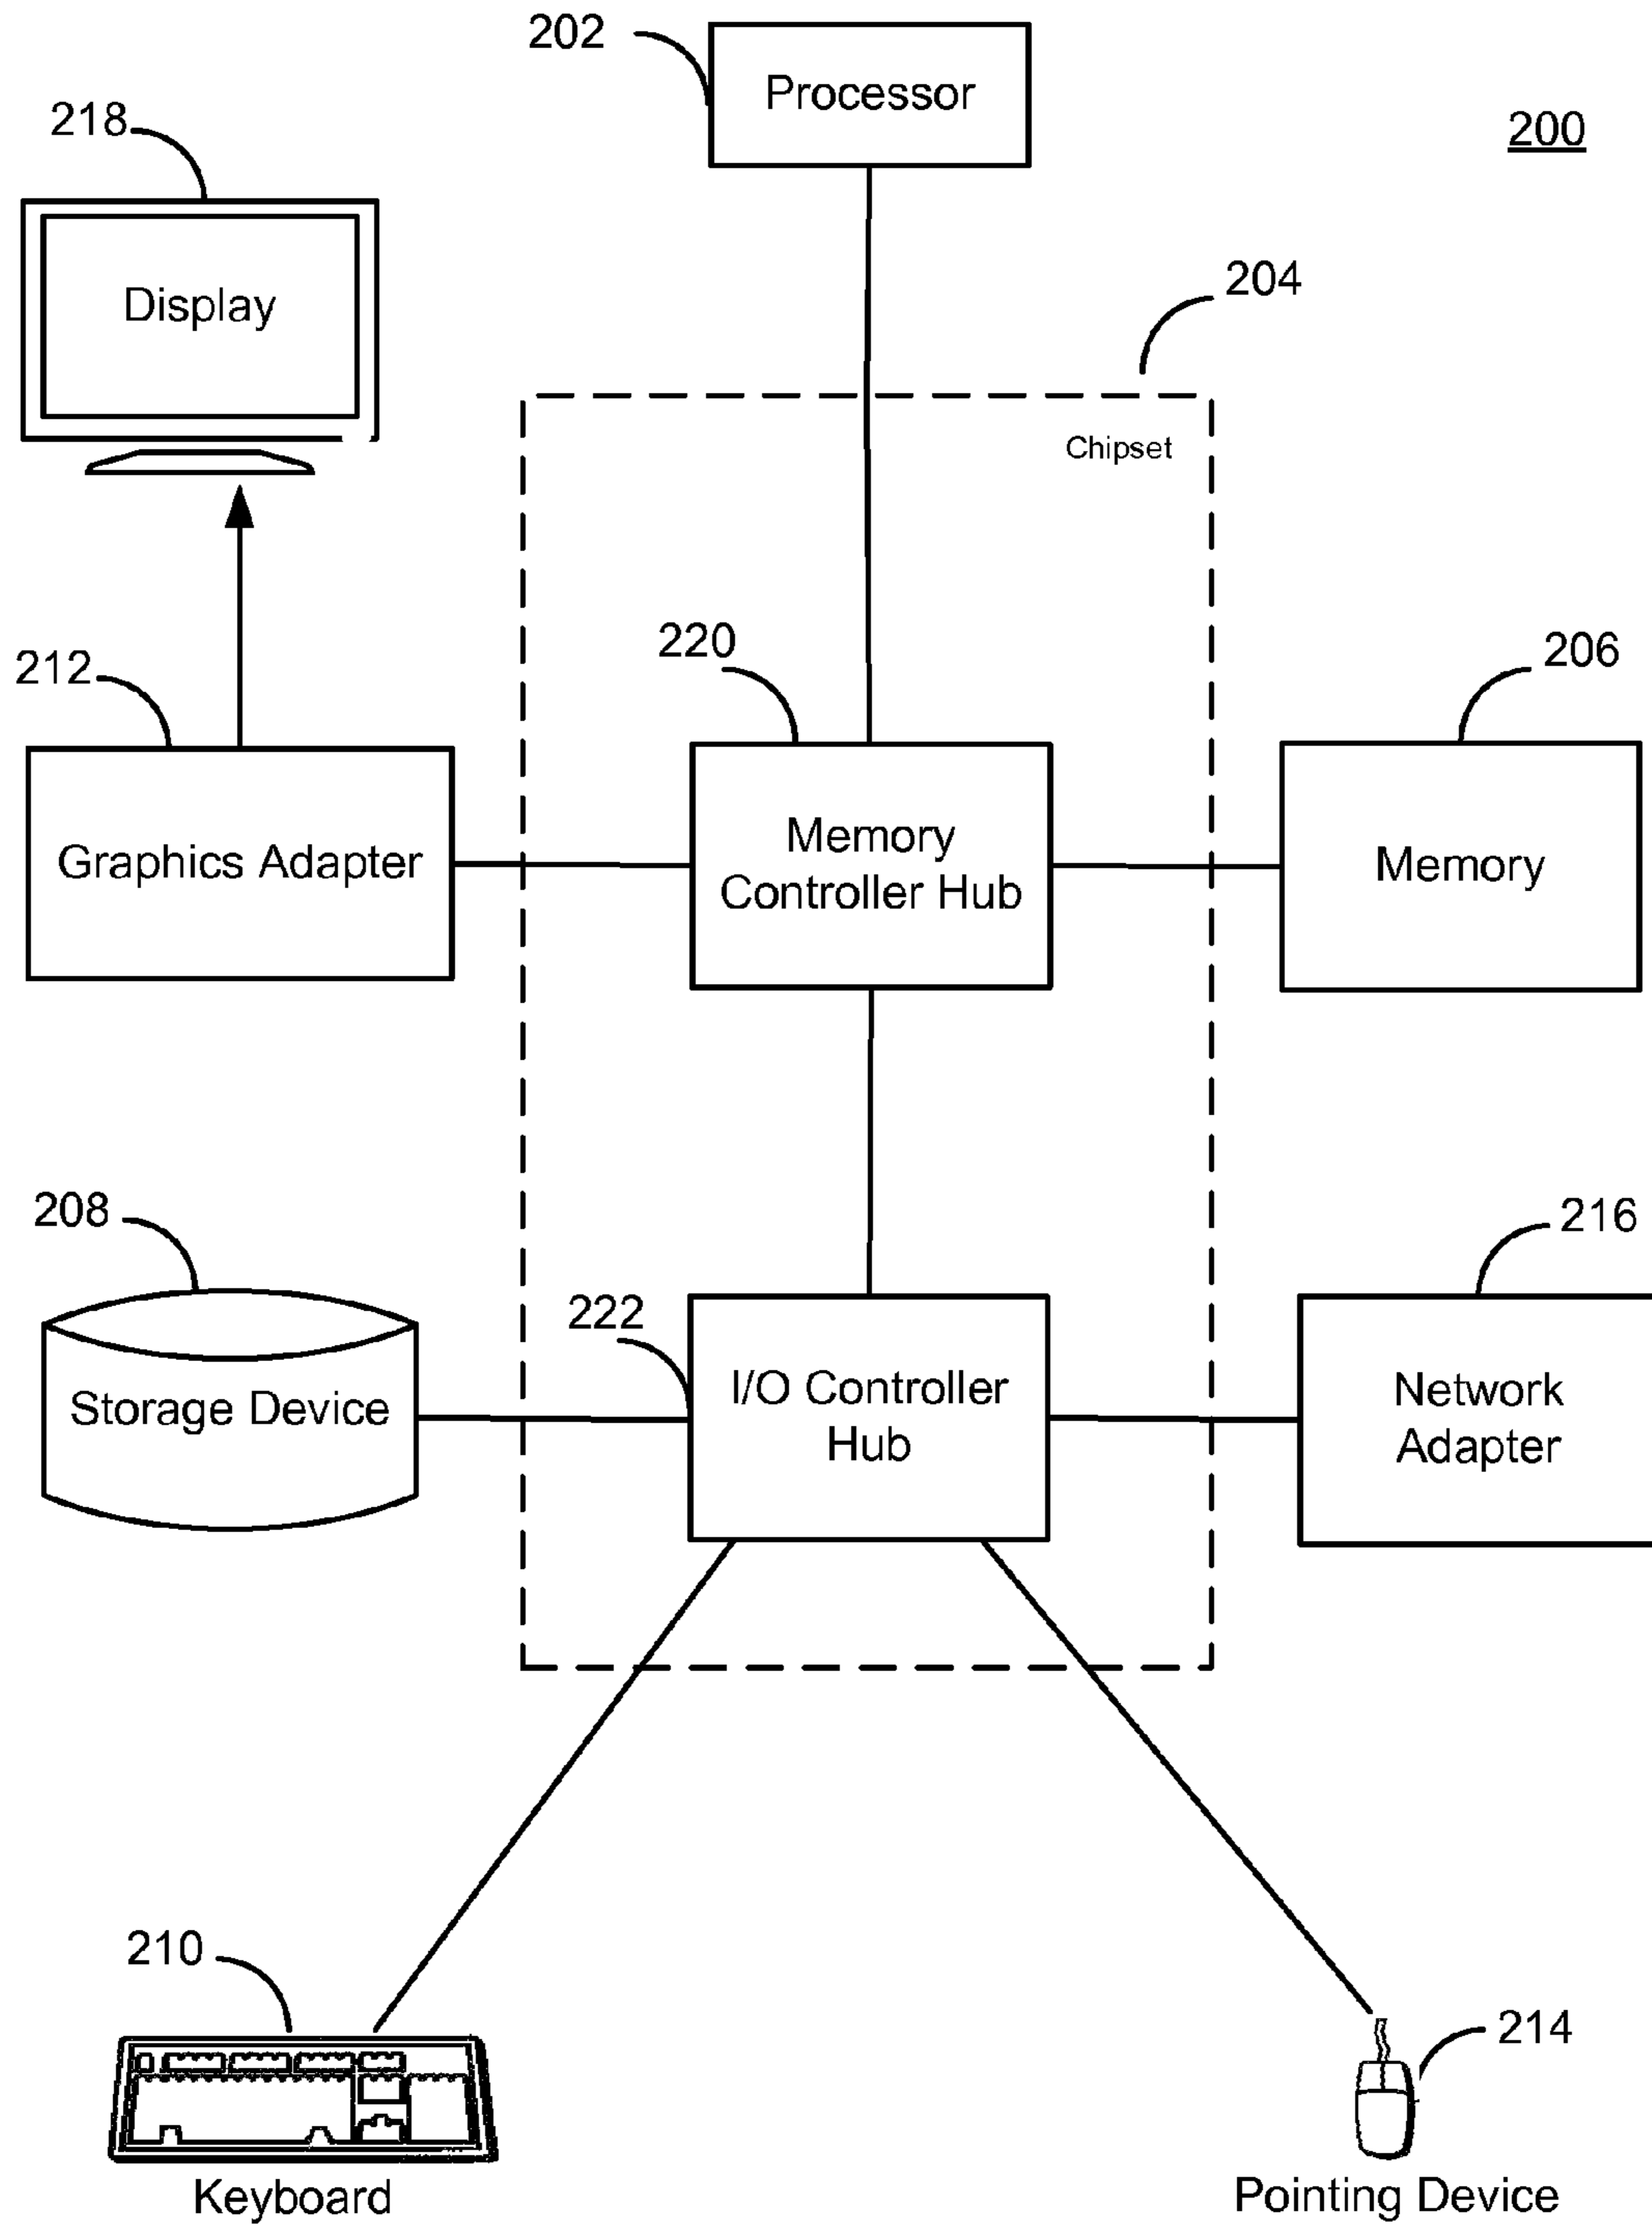 202
Processor
200
218
Display
204
Chipset
212
220
206
Graphics Adapter
Memory
Controller Hub
Memory
208
222
216
Storage Device
I/O Controller
Hub
Network
Adapter
210
214
Keyboard
Pointing Device